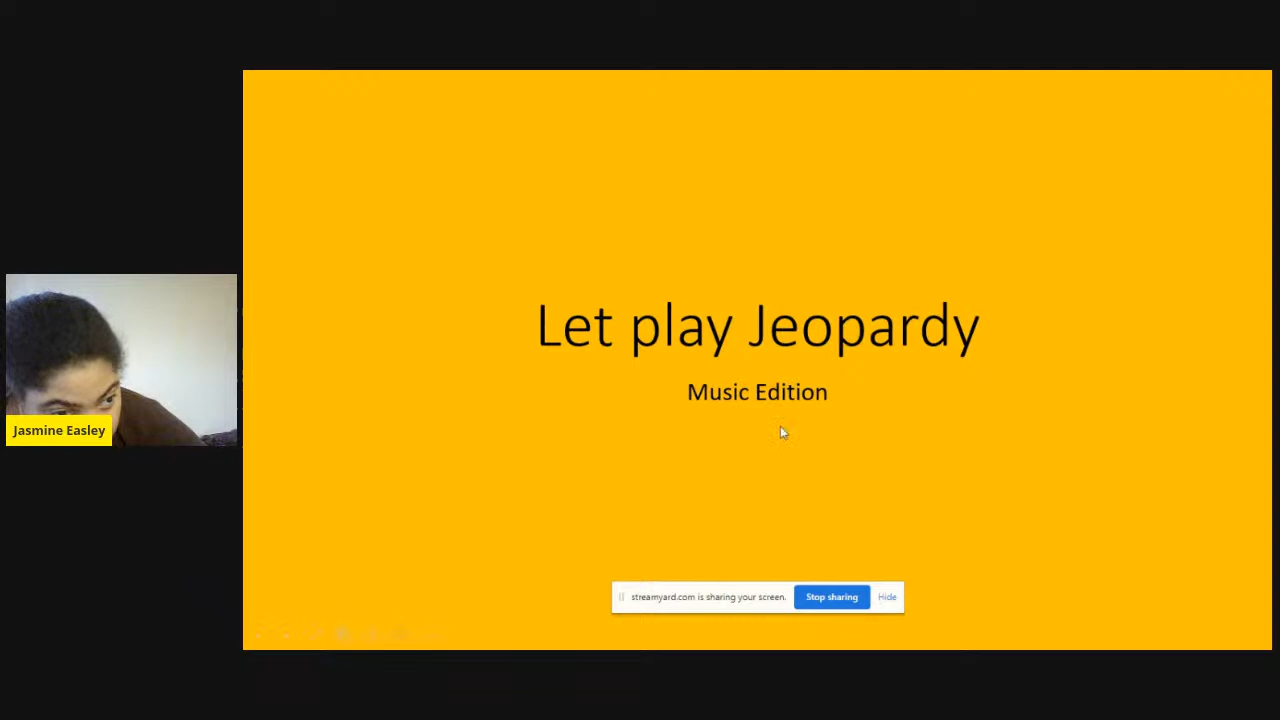 Let play Jeopardy
Music Edition
Jasmine Easley
streamyard.com is sharing your screen.
Stop sharing
Hide